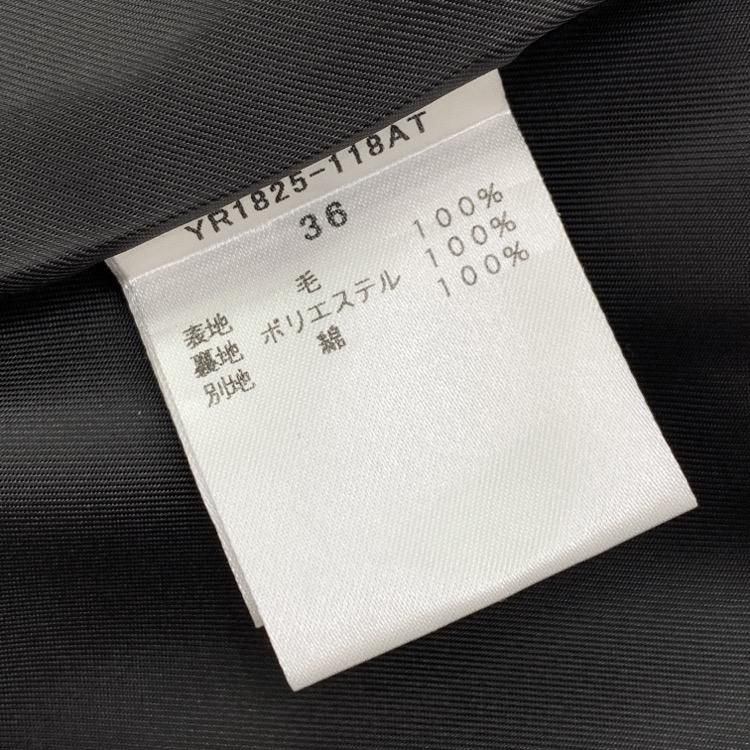 YR1825-118AT
36
表地 毛 100%
裏地 ポリエステル 100%
別地 綿 100%